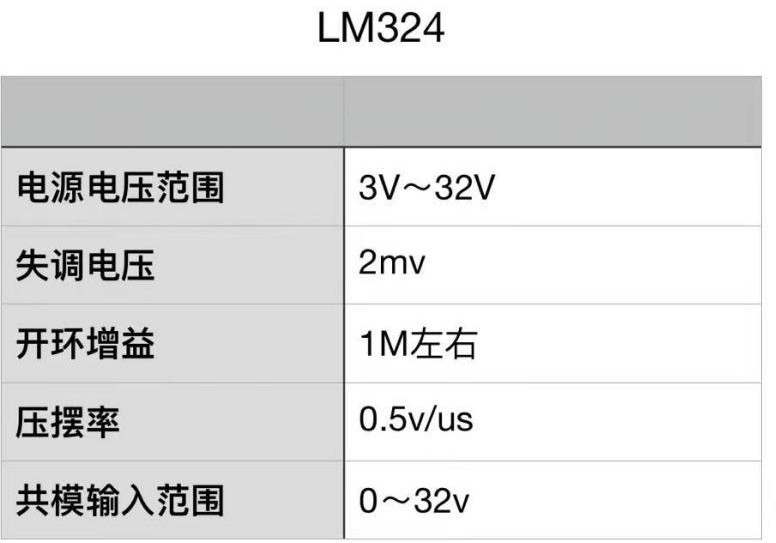 LM324
电源电压范围 3V～32V
失调电压 2mv
开环增益 1M左右
压摆率 0.5v/us
共模输入范围 0～32v